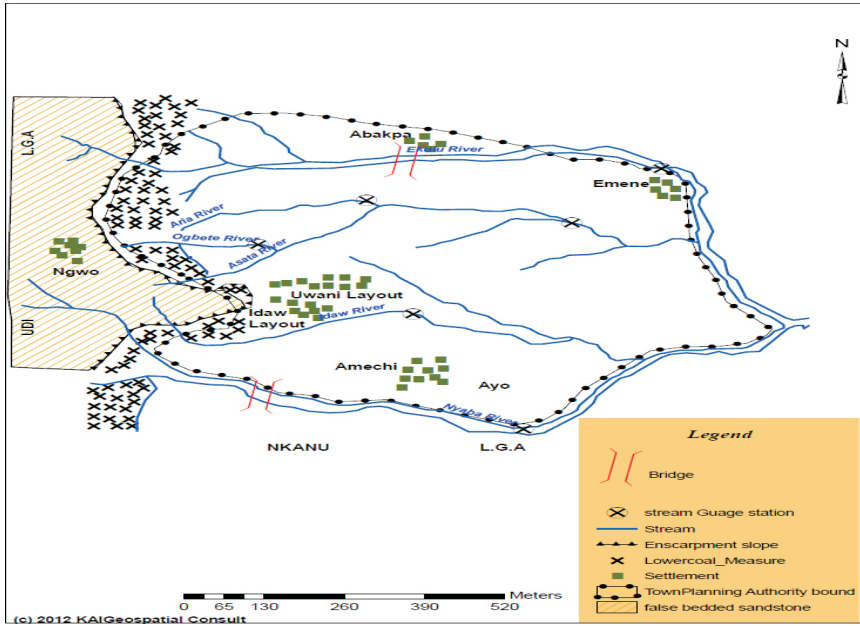 N
L.G.A
Abakpa
Ekulu River
Emene
Aria River
Ogbete River
Asata River
Ngwo
Uwani Layout
Idaw
Layout
Idaw River
UDI
Amechi
Ayo
Nyaba River
NKANU
L.G.A
Legend
Bridge
stream Guage station
Stream
Enscarpment slope
Lowercoal_Measure
Settlement
TownPlanning Authority bound
false bedded sandstone
Meters
0 65 130 260 390 520
(c) 2012 KAIGeospatial Consult